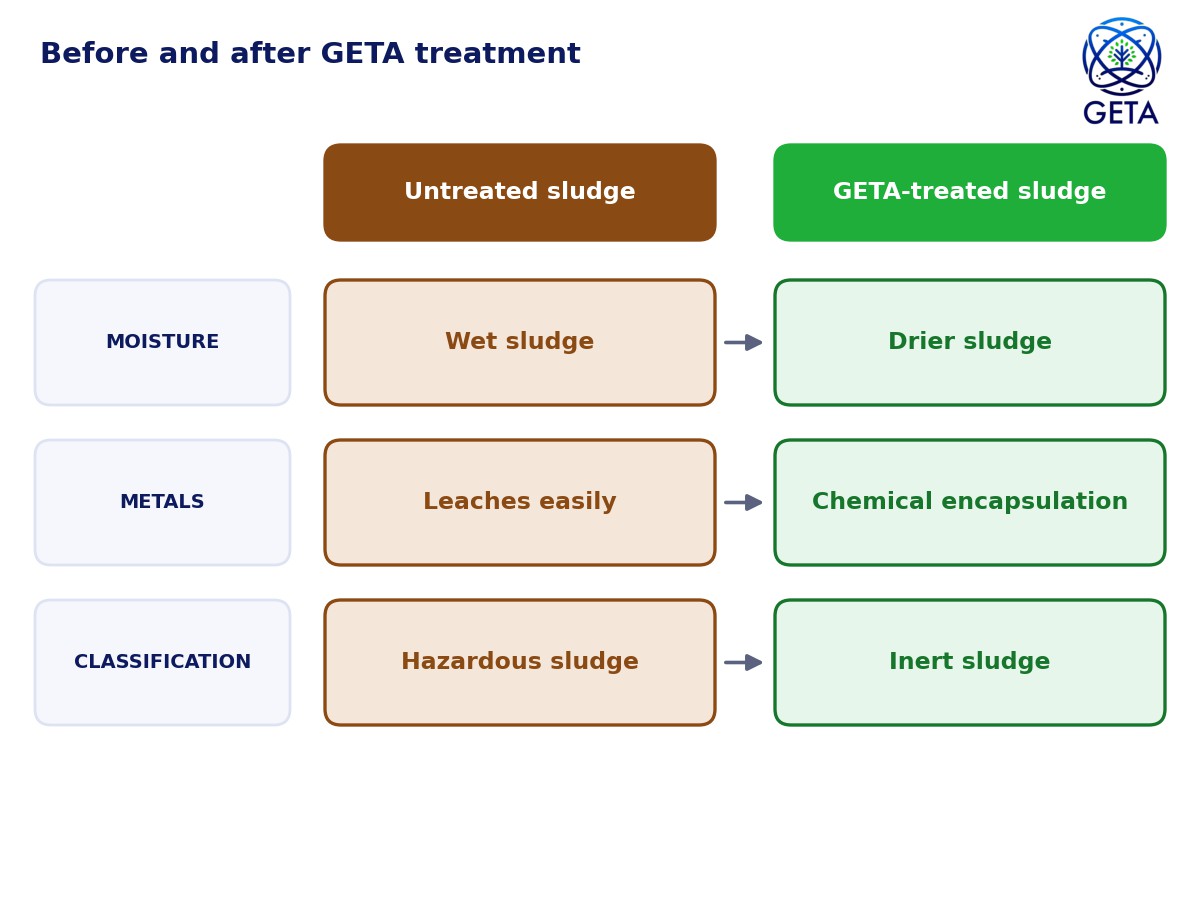 Before and after GETA treatment
GETA
Untreated sludge
GETA-treated sludge
MOISTURE
Wet sludge
Drier sludge
METALS
Leaches easily
Chemical encapsulation
CLASSIFICATION
Hazardous sludge
Inert sludge